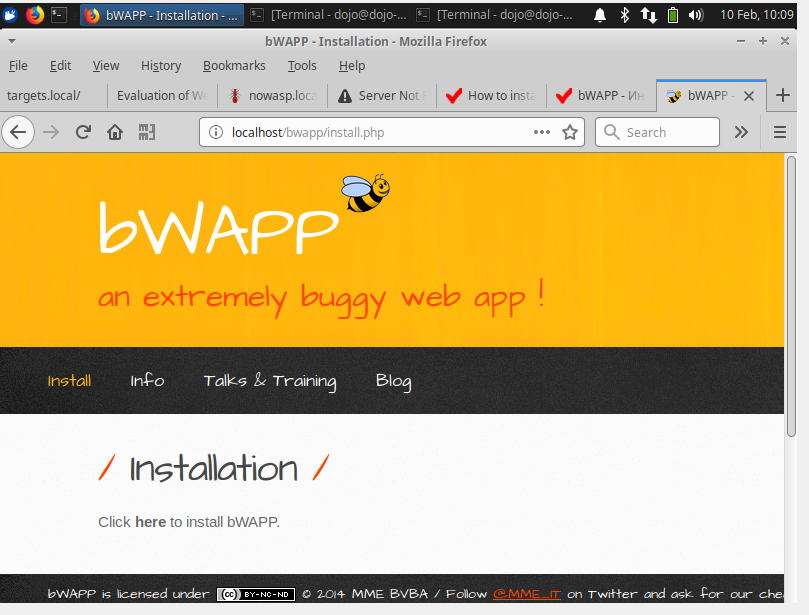 bWAPP - Installation - ... [Terminal - dojo@dojo-... [Terminal - dojo@dojo-... 10 Feb, 10:09
bWAPP - Installation - Mozilla Firefox
File Edit View History Bookmarks Tools Help
targets.local/ Evaluation of We nowasp.loca Server Not How to insta bWAPP - Ин bWAPP -
localhost/bwapp/install.php Search
bWAPP
an extremely buggy web app !
Install Info Talks & Training Blog
/ Installation /
Click here to install bWAPP.
bWAPP is licensed under cc BY-NC-ND © 2014 MME BVBA / Follow @MME_IT on Twitter and ask for our che